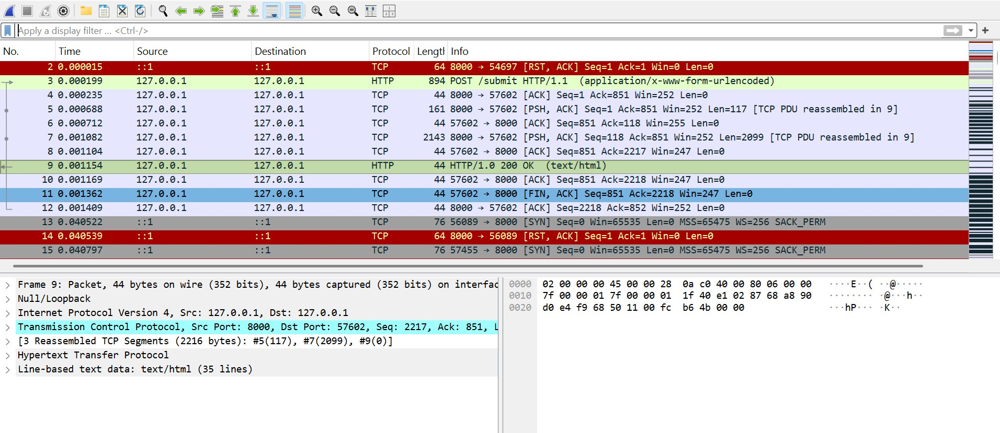 Apply a display filter ... <Ctrl-/>
No. Time Source Destination Protocol Length Info
2 0.000015 ::1 ::1 TCP 64 8000 → 54697 [RST, ACK] Seq=1 Ack=1 Win=0 Len=0
3 0.000199 127.0.0.1 127.0.0.1 HTTP 894 POST /submit HTTP/1.1  (application/x-www-form-urlencoded)
4 0.000235 127.0.0.1 127.0.0.1 TCP 44 8000 → 57602 [ACK] Seq=1 Ack=851 Win=252 Len=0
5 0.000688 127.0.0.1 127.0.0.1 TCP 161 8000 → 57602 [PSH, ACK] Seq=1 Ack=851 Win=252 Len=117 [TCP PDU reassembled in 9]
6 0.000712 127.0.0.1 127.0.0.1 TCP 44 57602 → 8000 [ACK] Seq=851 Ack=118 Win=255 Len=0
7 0.001082 127.0.0.1 127.0.0.1 TCP 2143 8000 → 57602 [PSH, ACK] Seq=118 Ack=851 Win=252 Len=2099 [TCP PDU reassembled in 9]
8 0.001104 127.0.0.1 127.0.0.1 TCP 44 57602 → 8000 [ACK] Seq=851 Ack=2217 Win=247 Len=0
9 0.001154 127.0.0.1 127.0.0.1 HTTP 44 HTTP/1.0 200 OK  (text/html)
10 0.001169 127.0.0.1 127.0.0.1 TCP 44 57602 → 8000 [ACK] Seq=851 Ack=2218 Win=247 Len=0
11 0.001362 127.0.0.1 127.0.0.1 TCP 44 57602 → 8000 [FIN, ACK] Seq=851 Ack=2218 Win=247 Len=0
12 0.001409 127.0.0.1 127.0.0.1 TCP 44 8000 → 57602 [ACK] Seq=2218 Ack=852 Win=252 Len=0
13 0.040522 ::1 ::1 TCP 76 56089 → 8000 [SYN] Seq=0 Win=65535 Len=0 MSS=65475 WS=256 SACK_PERM
14 0.040539 ::1 ::1 TCP 64 8000 → 56089 [RST, ACK] Seq=1 Ack=1 Win=0 Len=0
15 0.040797 ::1 ::1 TCP 76 57455 → 8000 [SYN] Seq=0 Win=65535 Len=0 MSS=65475 WS=256 SACK_PERM
Frame 9: Packet, 44 bytes on wire (352 bits), 44 bytes captured (352 bits) on interfac
Null/Loopback
Internet Protocol Version 4, Src: 127.0.0.1, Dst: 127.0.0.1
Transmission Control Protocol, Src Port: 8000, Dst Port: 57602, Seq: 2217, Ack: 851, L
[3 Reassembled TCP Segments (2216 bytes): #5(117), #7(2099), #9(0)]
Hypertext Transfer Protocol
Line-based text data: text/html (35 lines)
0000 02 00 00 00 45 00 00 28  0a c0 40 00 80 06 00 00 ····E··( ··@·····
0010 7f 00 00 01 7f 00 00 01  1f 40 e1 02 87 68 a8 90 ········ ·@···h··
0020 d0 e4 f9 68 50 11 00 fc  b6 4b 00 00 ···hP··· ·K··